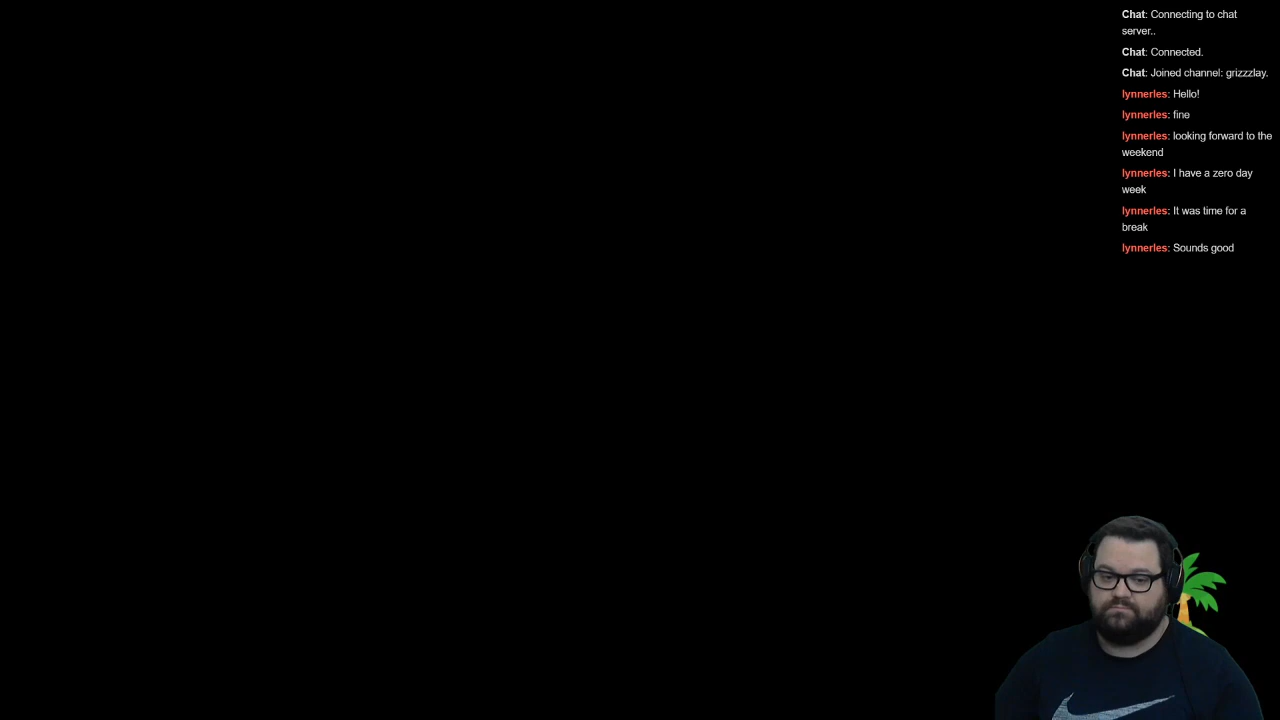 Chat: Connecting to chat
server..
Chat: Connected.
Chat: Joined channel: grizzzlay.
lynnerles: Hello!
lynnerles: fine
lynnerles: looking forward to the
weekend
lynnerles: I have a zero day
week
lynnerles: It was time for a
break
lynnerles: Sounds good